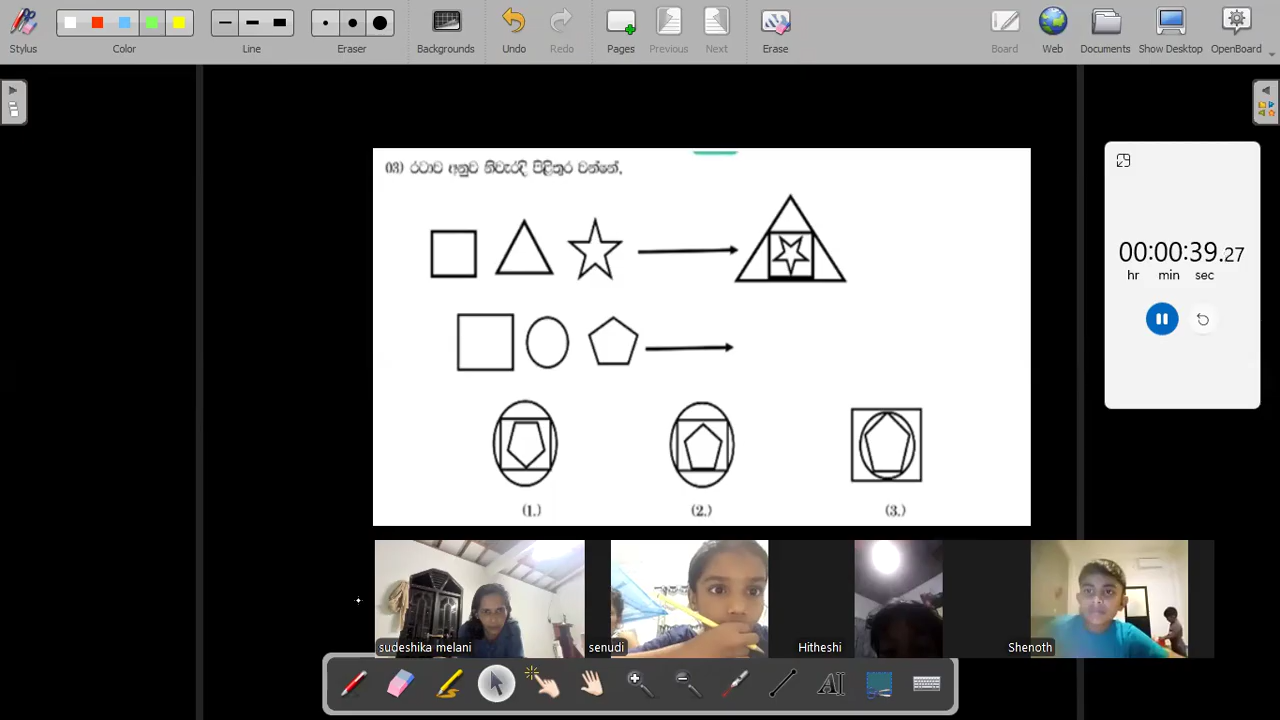 Stylus
Color
Line
Eraser
Backgrounds
Undo
Redo
Pages
Previous
Next
Erase
Board
Web
Documents
Show Desktop
OpenBoard
03) රටාව අනුව නිවැරදි පිළිතුර වන්නේ,
00:00:39.27
hr min sec
(1.)
(2.)
(3.)
sudeshika melani
senudi
Hitheshi
Shenoth
AI